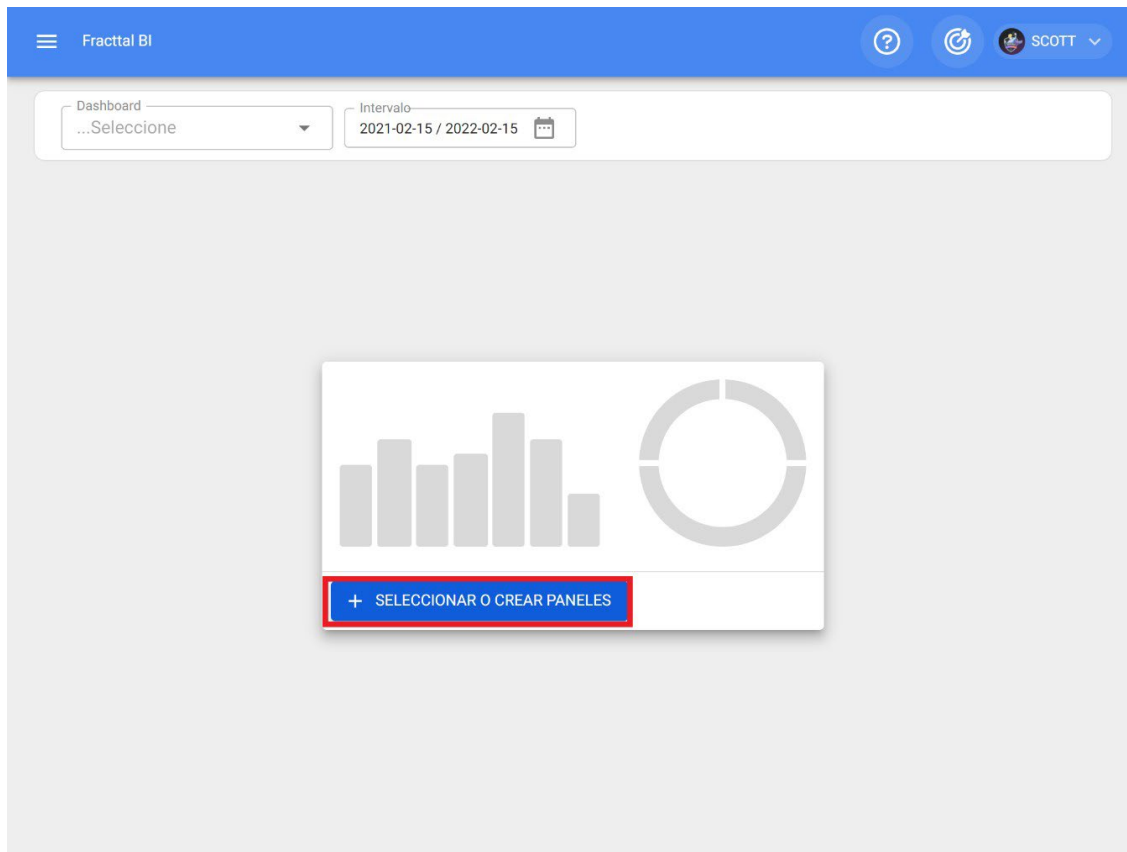 Fracttal BI
SCOTT
Dashboard
...Seleccione
Intervalo
2021-02-15 / 2022-02-15
+ SELECCIONAR O CREAR PANELES